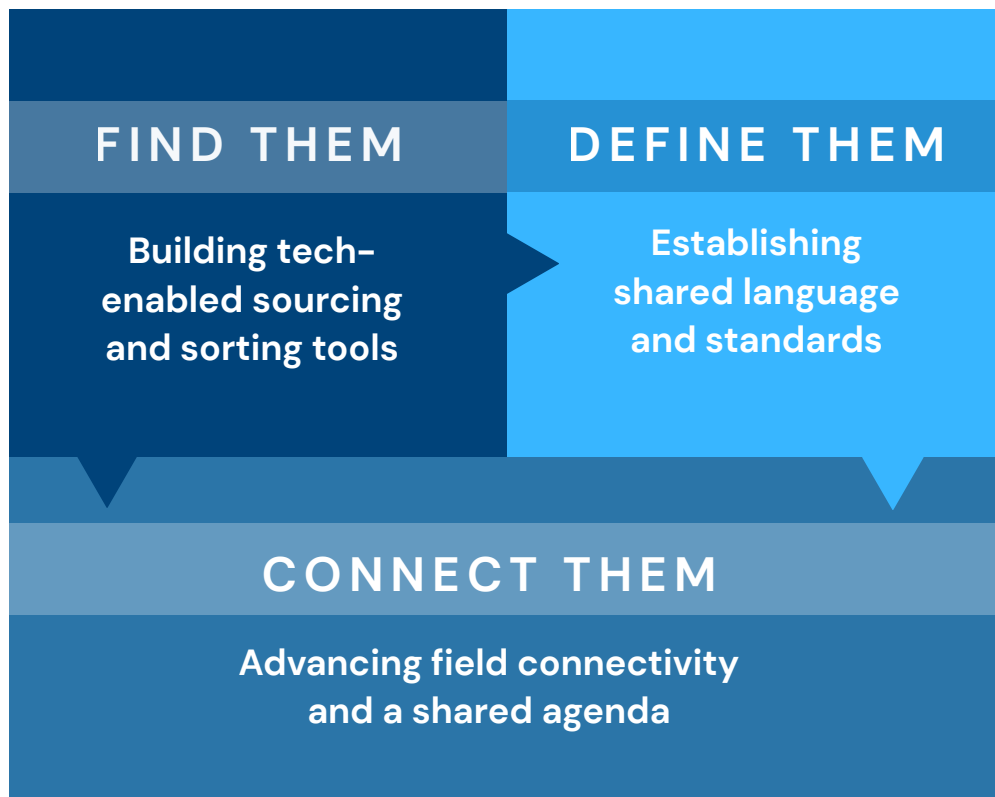 FIND THEM
Building tech-
enabled sourcing
and sorting tools
DEFINE THEM
Establishing
shared language
and standards
CONNECT THEM
Advancing field connectivity
and a shared agenda